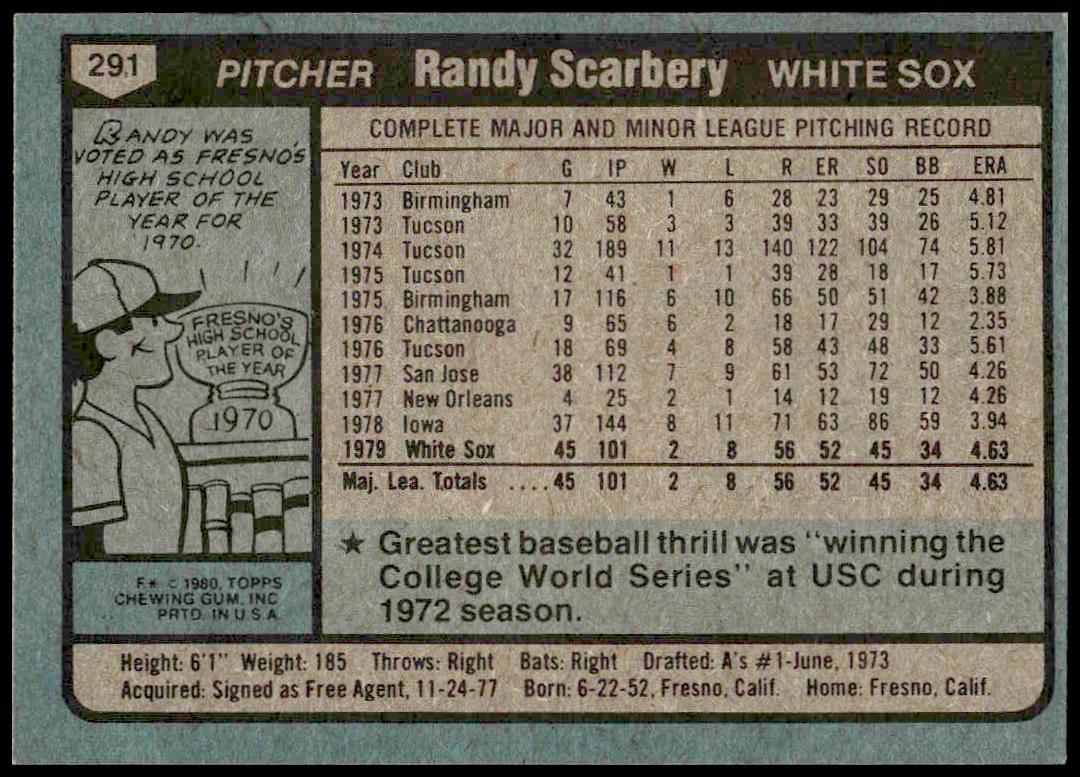 291 PITCHER Randy Scarbery WHITE SOX
RANDY WAS
VOTED AS FRESNO'S
HIGH SCHOOL
PLAYER OF THE
YEAR FOR
1970.
FRESNO'S
HIGH SCHOOL
PLAYER OF
THE YEAR
1970
F★ © 1980, TOPPS
CHEWING GUM, INC
PRTD. IN U.S.A.
COMPLETE MAJOR AND MINOR LEAGUE PITCHING RECORD
Year Club G IP W L R ER SO BB ERA
1973 Birmingham 7 43 1 6 28 23 29 25 4.81
1973 Tucson 10 58 3 3 39 33 39 26 5.12
1974 Tucson 32 189 11 13 140 122 104 74 5.81
1975 Tucson 12 41 1 1 39 28 18 17 5.73
1975 Birmingham 17 116 6 10 66 50 51 42 3.88
1976 Chattanooga 9 65 6 2 18 17 29 12 2.35
1976 Tucson 18 69 4 8 58 43 48 33 5.61
1977 San Jose 38 112 7 9 61 53 72 50 4.26
1977 New Orleans 4 25 2 1 14 12 19 12 4.26
1978 Iowa 37 144 8 11 71 63 86 59 3.94
1979 White Sox 45 101 2 8 56 52 45 34 4.63
Maj. Lea. Totals ....45 101 2 8 56 52 45 34 4.63
★ Greatest baseball thrill was "winning the
College World Series" at USC during
1972 season.
Height: 6'1" Weight: 185 Throws: Right Bats: Right Drafted: A's #1-June, 1973
Acquired: Signed as Free Agent, 11-24-77 Born: 6-22-52, Fresno, Calif. Home: Fresno, Calif.